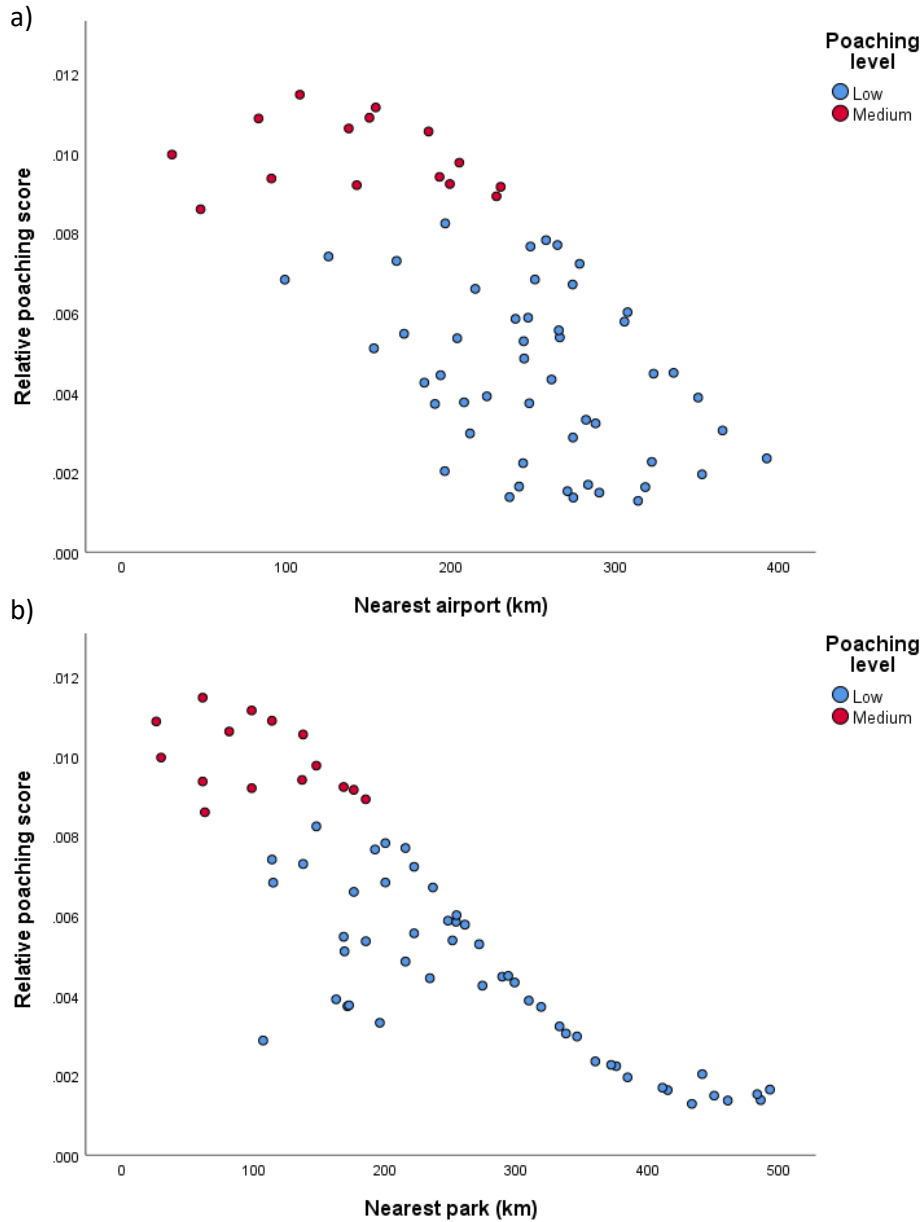 a)
Poaching
level
Low
Medium
Relative poaching score
.012
.010
.008
.006
.004
.002
.000
0 100 200 300 400
Nearest airport (km)
b)
Poaching
level
Low
Medium
Relative poaching score
.012
.010
.008
.006
.004
.002
.000
0 100 200 300 400 500
Nearest park (km)